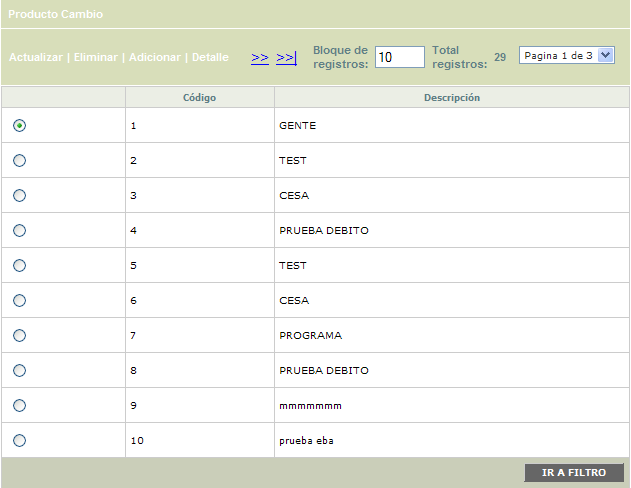 Producto Cambio
Actualizar | Eliminar | Adicionar | Detalle >> >>| Bloque de registros: 10 Total registros: 29 Pagina 1 de 3
Código Descripción
1 GENTE
2 TEST
3 CESA
4 PRUEBA DEBITO
5 TEST
6 CESA
7 PROGRAMA
8 PRUEBA DEBITO
9 mmmmmmm
10 prueba eba
IR A FILTRO